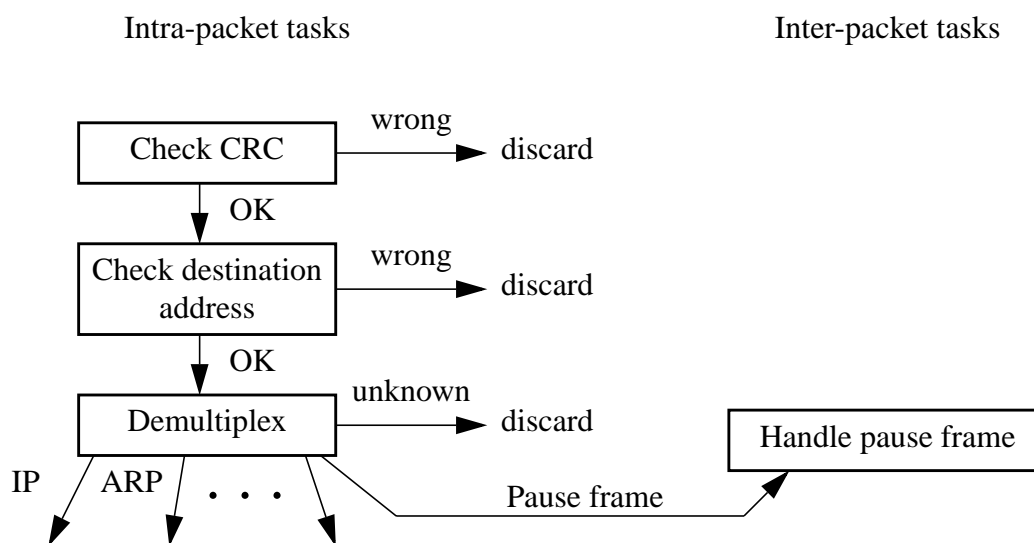 Intra-packet tasks
Inter-packet tasks
wrong
Check CRC
discard
OK
wrong
Check destination
address
discard
OK
unknown
Demultiplex
discard
Handle pause frame
IP
ARP
. . .
Pause frame